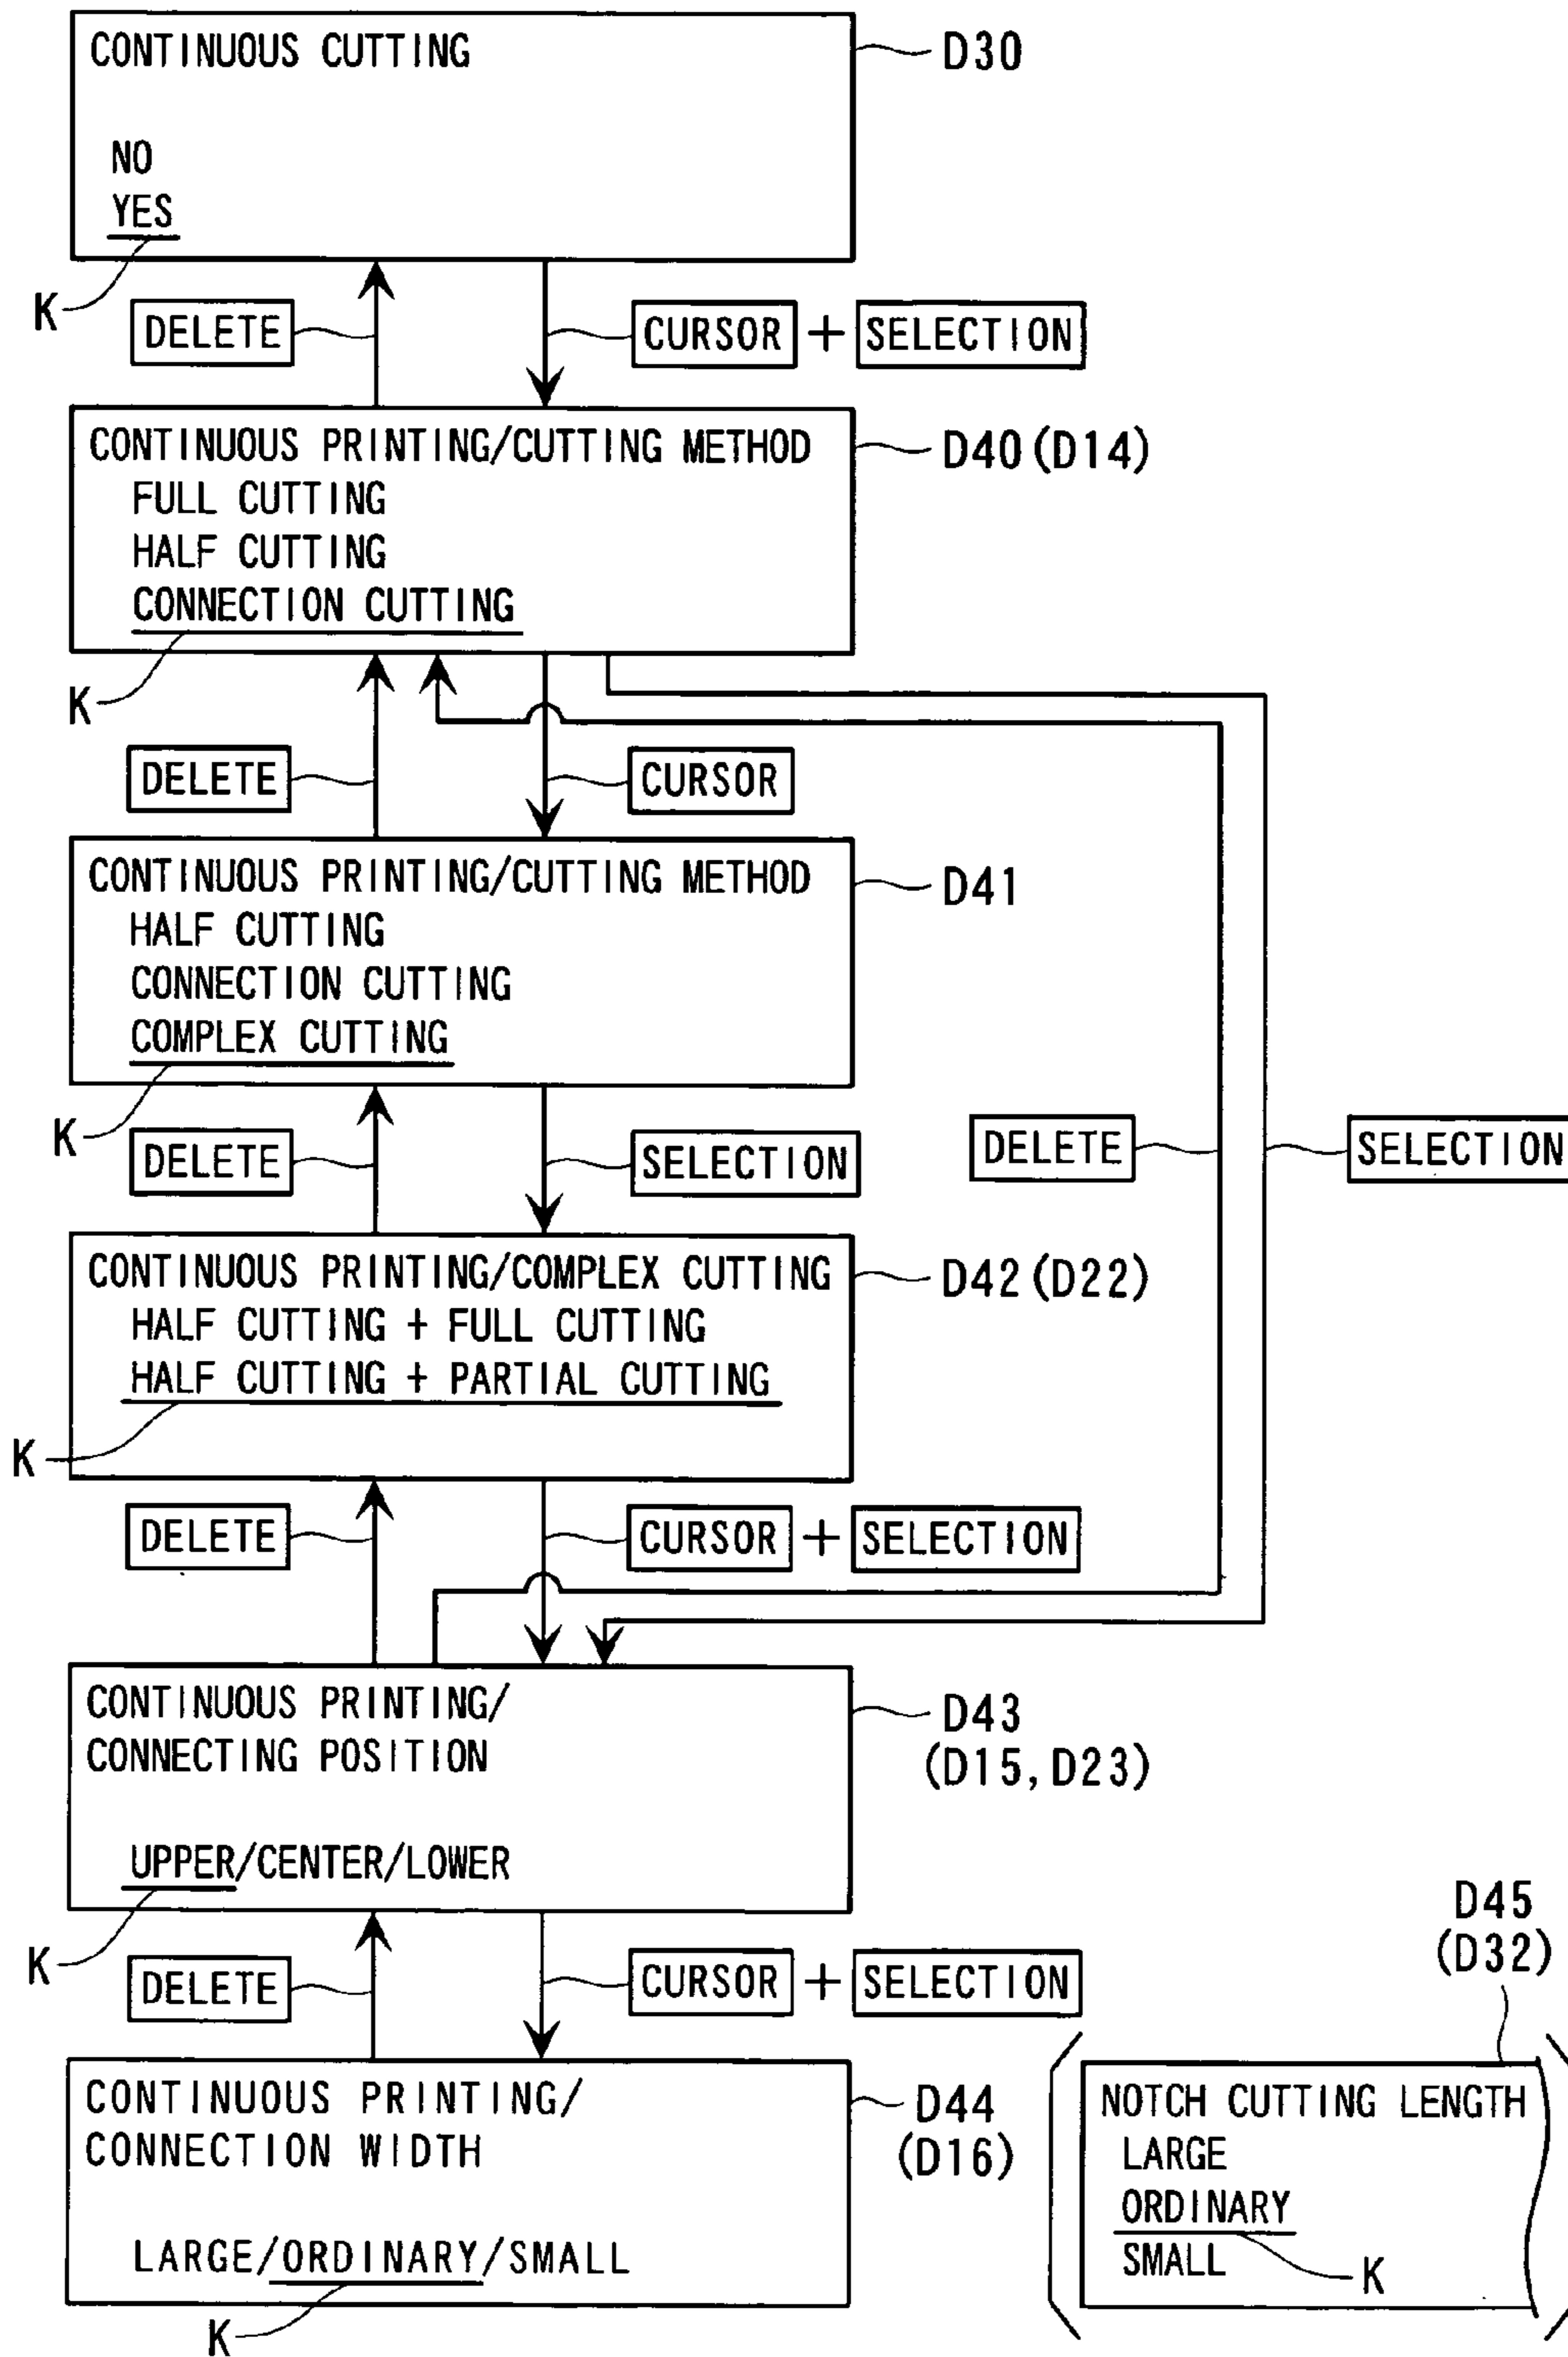 CONTINUOUS CUTTING
D30
NO
YES
K
DELETE
CURSOR + SELECTION
CONTINUOUS PRINTING/CUTTING METHOD
D40(D14)
FULL CUTTING
HALF CUTTING
CONNECTION CUTTING
K
DELETE
CURSOR
CONTINUOUS PRINTING/CUTTING METHOD
D41
HALF CUTTING
CONNECTION CUTTING
COMPLEX CUTTING
K
DELETE
SELECTION
DELETE
SELECTION
CONTINUOUS PRINTING/COMPLEX CUTTING
D42(D22)
HALF CUTTING + FULL CUTTING
HALF CUTTING + PARTIAL CUTTING
K
DELETE
CURSOR + SELECTION
CONTINUOUS PRINTING/
CONNECTING POSITION
D43
(D15,D23)
UPPER/CENTER/LOWER
K
DELETE
CURSOR + SELECTION
CONTINUOUS PRINTING/
CONNECTION WIDTH
D44
(D16)
LARGE/ORDINARY/SMALL
K
D45
(D32)
NOTCH CUTTING LENGTH
LARGE
ORDINARY
SMALL
K